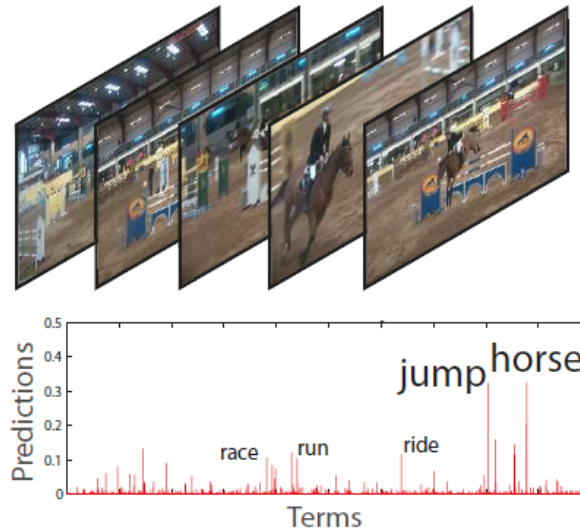 0.5
0.4
0.3
0.2
0.1
0
Predictions
race
run
ride
jump
horse
Terms